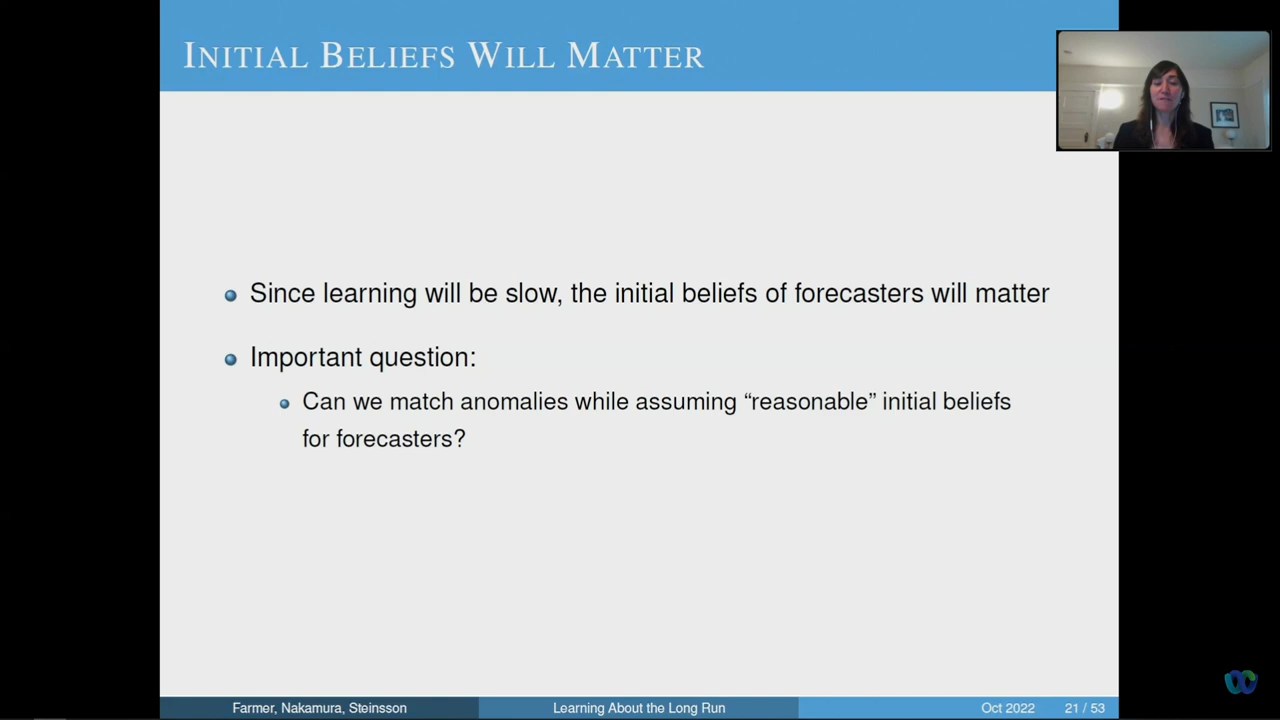 INITIAL BELIEFS WILL MATTER
Since learning will be slow, the initial beliefs of forecasters will matter
Important question:
Can we match anomalies while assuming “reasonable” initial beliefs
for forecasters?
Farmer, Nakamura, Steinsson Learning About the Long Run Oct 2022 21 / 53